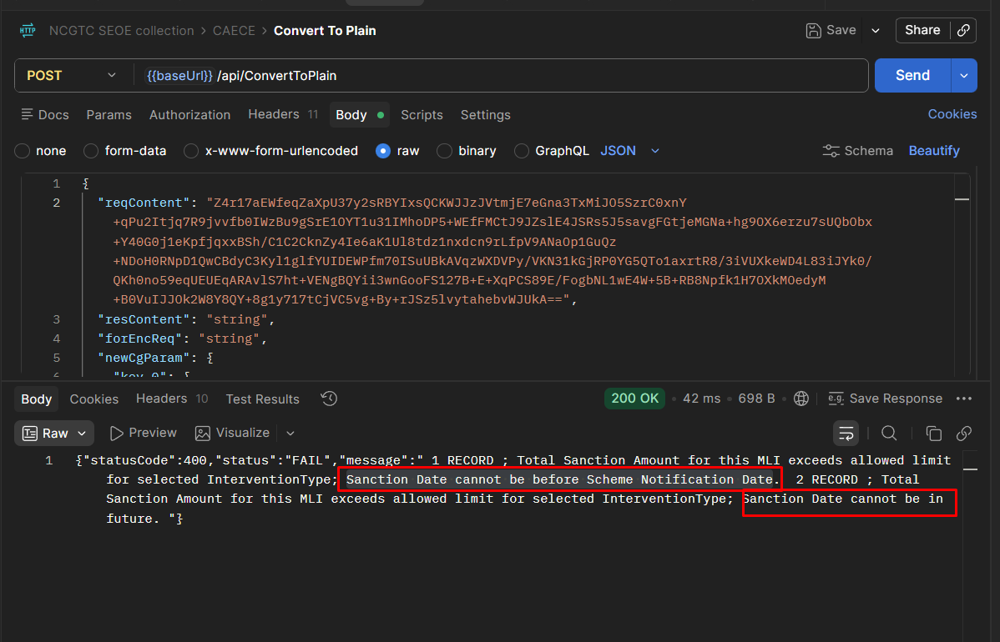 HTTP NCGTC SEOE collection > CAECE > Convert To Plain Save Share
POST {{baseUrl}} /api/ConvertToPlain Send
Docs Params Authorization Headers 11 Body Scripts Settings Cookies
none form-data x-www-form-urlencoded raw binary GraphQL JSON Schema Beautify
1 {
2 "reqContent": "Z4r17aEWfeqZaXpU37y2sRBYIxsQCKWJJzJVtmjE7eGna3TxMiJO5SzrC0xnY
+qPu2Itjq7R9jvvfb0IWzBu9gSrE1OYT1u31IMhoDP5+WEfFMCtJ9JZslE4JSRs5J5savgFGtjeMGNa+hg9OX6erzu7sUQbObx
+Y40G0j1eKpfjqxxBSh/C1C2CknZy4Ie6aK1Ul8tdz1nxdcn9rLfpV9ANaOp1GuQz
+NDoH0RNpD1QwCBdyC3Kyl1glfYUIDEWPfm70ISuUBkAVqzWXDVPy/VKN31kGjRP0YG5QTo1axrtR8/3iVUXkeWD4L83iJYk0/
QKh0no59eqUEUEqARAvlS7ht+VENgBQYii3wnGooFS127B+E+XqPCS89E/FogbNL1wE4W+5B+RB8Npfk1H7OXkMOedyM
+B0VuIJJOk2W8Y8QY+8g1y717tCjVC5vg+By+rJSz5lvytahebvWJUkA==",
3 "resContent": "string",
4 "forEncReq": "string",
5 "newCgParam": {
6 "key_0": {
Body Cookies Headers 10 Test Results 200 OK • 42 ms • 698 B • e.g. Save Response
Raw Preview Visualize
1 {"statusCode":400,"status":"FAIL","message":" 1 RECORD ; Total Sanction Amount for this MLI exceeds allowed limit
for selected InterventionType; Sanction Date cannot be before Scheme Notification Date. 2 RECORD ; Total
Sanction Amount for this MLI exceeds allowed limit for selected InterventionType; Sanction Date cannot be in
future. "}